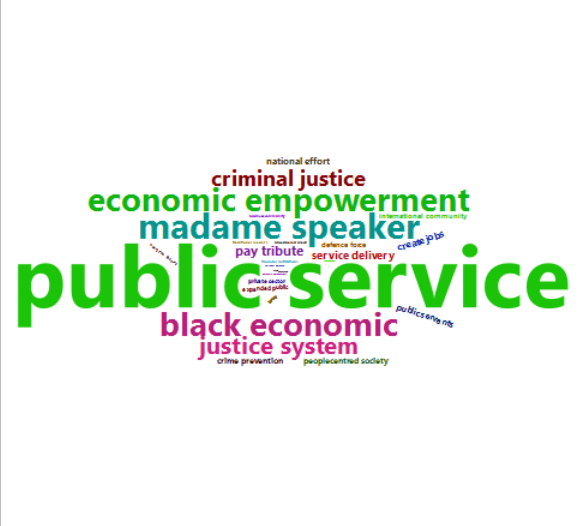 national effort
criminal justice
economic empowerment
international community
madame speaker
create jobs
defence force
pay tribute
service delivery
public service
private sector
expanded public
public servants
black economic
justice system
crime prevention
peoplecentred society